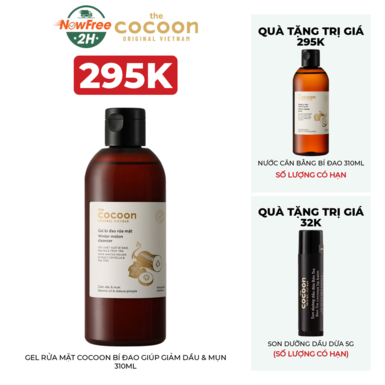 NowFree
2H
the
cocoon
ORIGINAL VIETNAM
295K
the
cocoon
ORIGINAL VIETNAM
Gel bí đao rửa mặt
Winter melon
cleanser
GEL RỬA MẶT COCOON BÍ ĐAO GIÚP GIẢM DẦU & MỤN
310ML
QUÀ TẶNG TRỊ GIÁ
295K
cocoon
NƯỚC CÂN BẰNG BÍ ĐAO 310ML
SỐ LƯỢNG CÓ HẠN
QUÀ TẶNG TRỊ GIÁ
32K
cocoon
SON DƯỠNG DẦU DỪA 5G
(SỐ LƯỢNG CÓ HẠN)